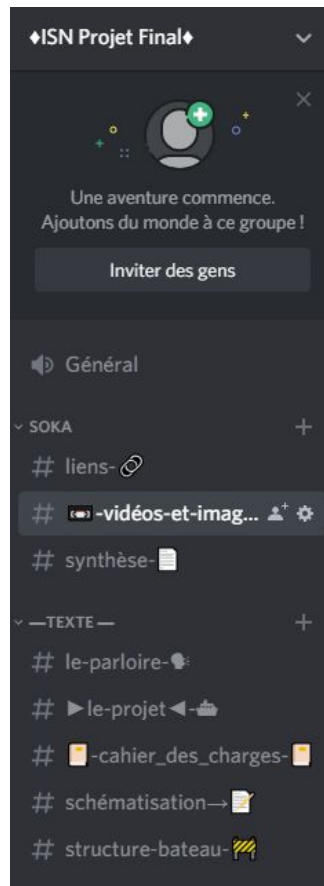 ♦ISN Projet Final♦
Une aventure commence.
Ajoutons du monde à ce groupe !
Inviter des gens
Général
SOKA
# liens-🔗
# 📼-vidéos-et-imag...
# synthèse-📄
—TEXTE—
# le-parloire-🗣
# ►le-projet◄-🚢
# 📔-cahier_des_charges-📔
# schématisation→📝
# structure-bateau-🚧